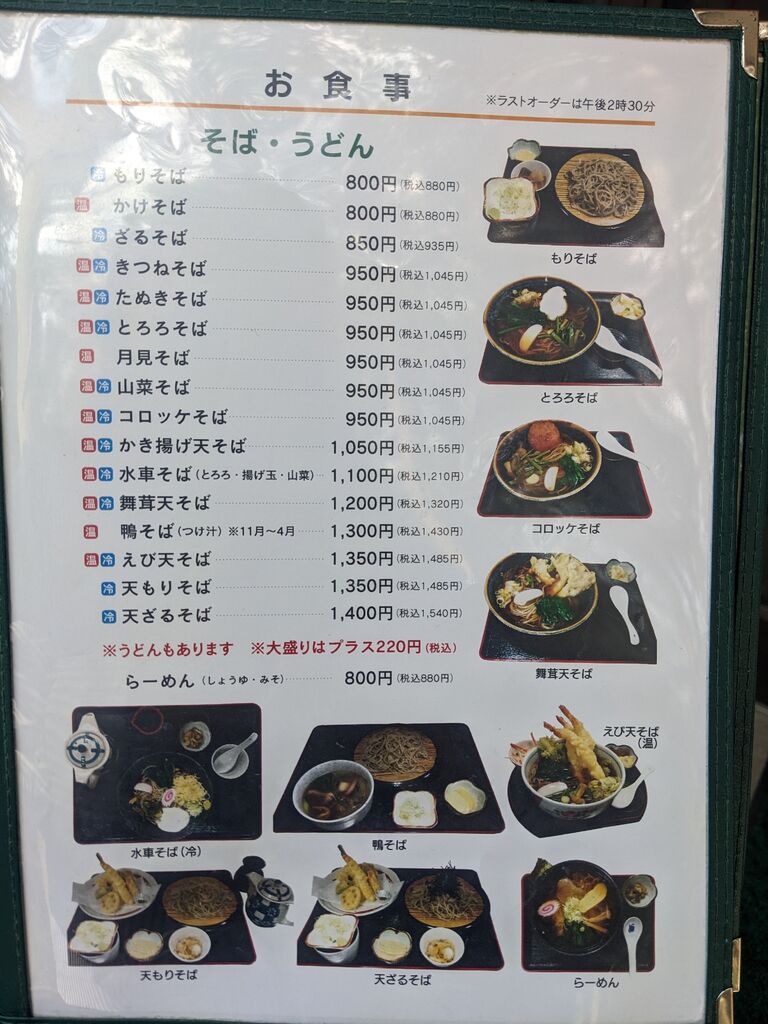 お食事
※ラストオーダーは午後2時30分
そば・うどん
冷 もりそば 800円(税込880円)
温 かけそば 800円(税込880円)
冷 ざるそば 850円(税込935円)
温 冷 きつねそば 950円(税込1,045円)
温 冷 たぬきそば 950円(税込1,045円)
温 冷 とろろそば 950円(税込1,045円)
温 月見そば 950円(税込1,045円)
温 冷 山菜そば 950円(税込1,045円)
温 冷 コロッケそば 950円(税込1,045円)
温 冷 かき揚げ天そば 1,050円(税込1,155円)
温 冷 水車そば(とろろ・揚げ玉・山菜) 1,100円(税込1,210円)
温 冷 舞茸天そば 1,200円(税込1,320円)
温 鴨そば(つけ汁) ※11月〜4月 1,300円(税込1,430円)
温 冷 えび天そば 1,350円(税込1,485円)
冷 天もりそば 1,350円(税込1,485円)
冷 天ざるそば 1,400円(税込1,540円)
※うどんもあります ※大盛りはプラス220円(税込)
らーめん(しょうゆ・みそ) 800円(税込880円)
もりそば
とろろそば
コロッケそば
舞茸天そば
えび天そば
(温)
水車そば(冷)
鴨そば
天もりそば
天ざるそば
らーめん